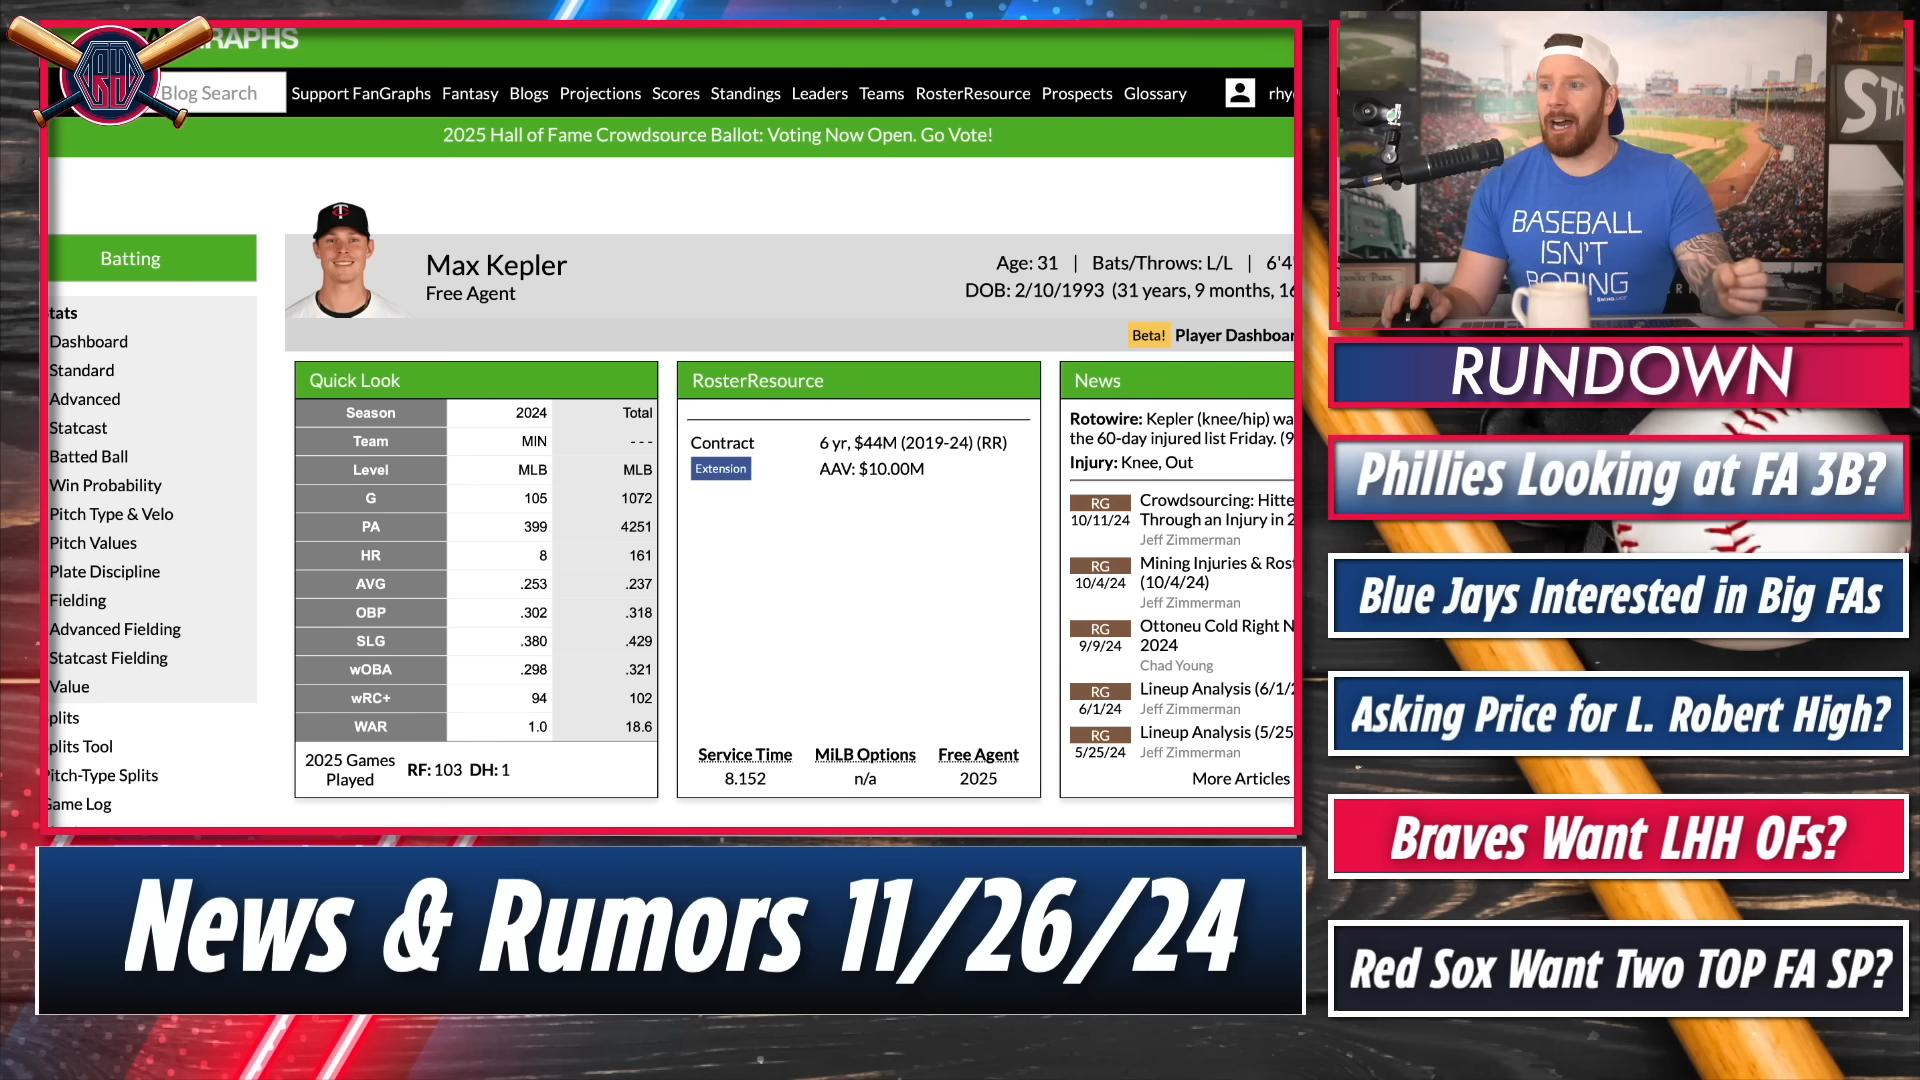 GRAPHS
Blog Search
Support FanGraphs Fantasy Blogs Projections Scores Standings Leaders Teams RosterResource Prospects Glossary
2025 Hall of Fame Crowdsource Ballot: Voting Now Open. Go Vote!
Batting
tats
Dashboard
Standard
Advanced
Statcast
Batted Ball
Win Probability
Pitch Type & Velo
Pitch Values
Plate Discipline
Fielding
Advanced Fielding
Statcast Fielding
Value
plits
plits Tool
itch-Type Splits
Game Log
Max Kepler
Free Agent
Age: 31 | Bats/Throws: L/L | 6'4
DOB: 2/10/1993 (31 years, 9 months, 16
Beta! Player Dashboar
Quick Look
Season 2024 Total
Team MIN - - -
Level MLB MLB
G 105 1072
PA 399 4251
HR 8 161
AVG .253 .237
OBP .302 .318
SLG .380 .429
wOBA .298 .321
wRC+ 94 102
WAR 1.0 18.6
2025 Games Played RF: 103 DH: 1
RosterResource
Contract 6 yr, $44M (2019-24) (RR)
Extension AAV: $10.00M
Service Time MiLB Options Free Agent
8.152 n/a 2025
News
Rotowire: Kepler (knee/hip) wa
the 60-day injured list Friday. (9
Injury: Knee, Out
RG Crowdsourcing: Hitte
10/11/24 Through an Injury in 2
Jeff Zimmerman
RG Mining Injuries & Ros
10/4/24 (10/4/24)
Jeff Zimmerman
RG Ottoneu Cold Right N
9/9/24 2024
Chad Young
RG Lineup Analysis (6/1/2
6/1/24 Jeff Zimmerman
RG Lineup Analysis (5/25
5/25/24 Jeff Zimmerman
More Articles
BASEBALL
ISN'T
BORING
RUNDOWN
Phillies Looking at FA 3B?
Blue Jays Interested in Big FAs
Asking Price for L. Robert High?
Braves Want LHH OFs?
Red Sox Want Two TOP FA SP?
News & Rumors 11/26/24